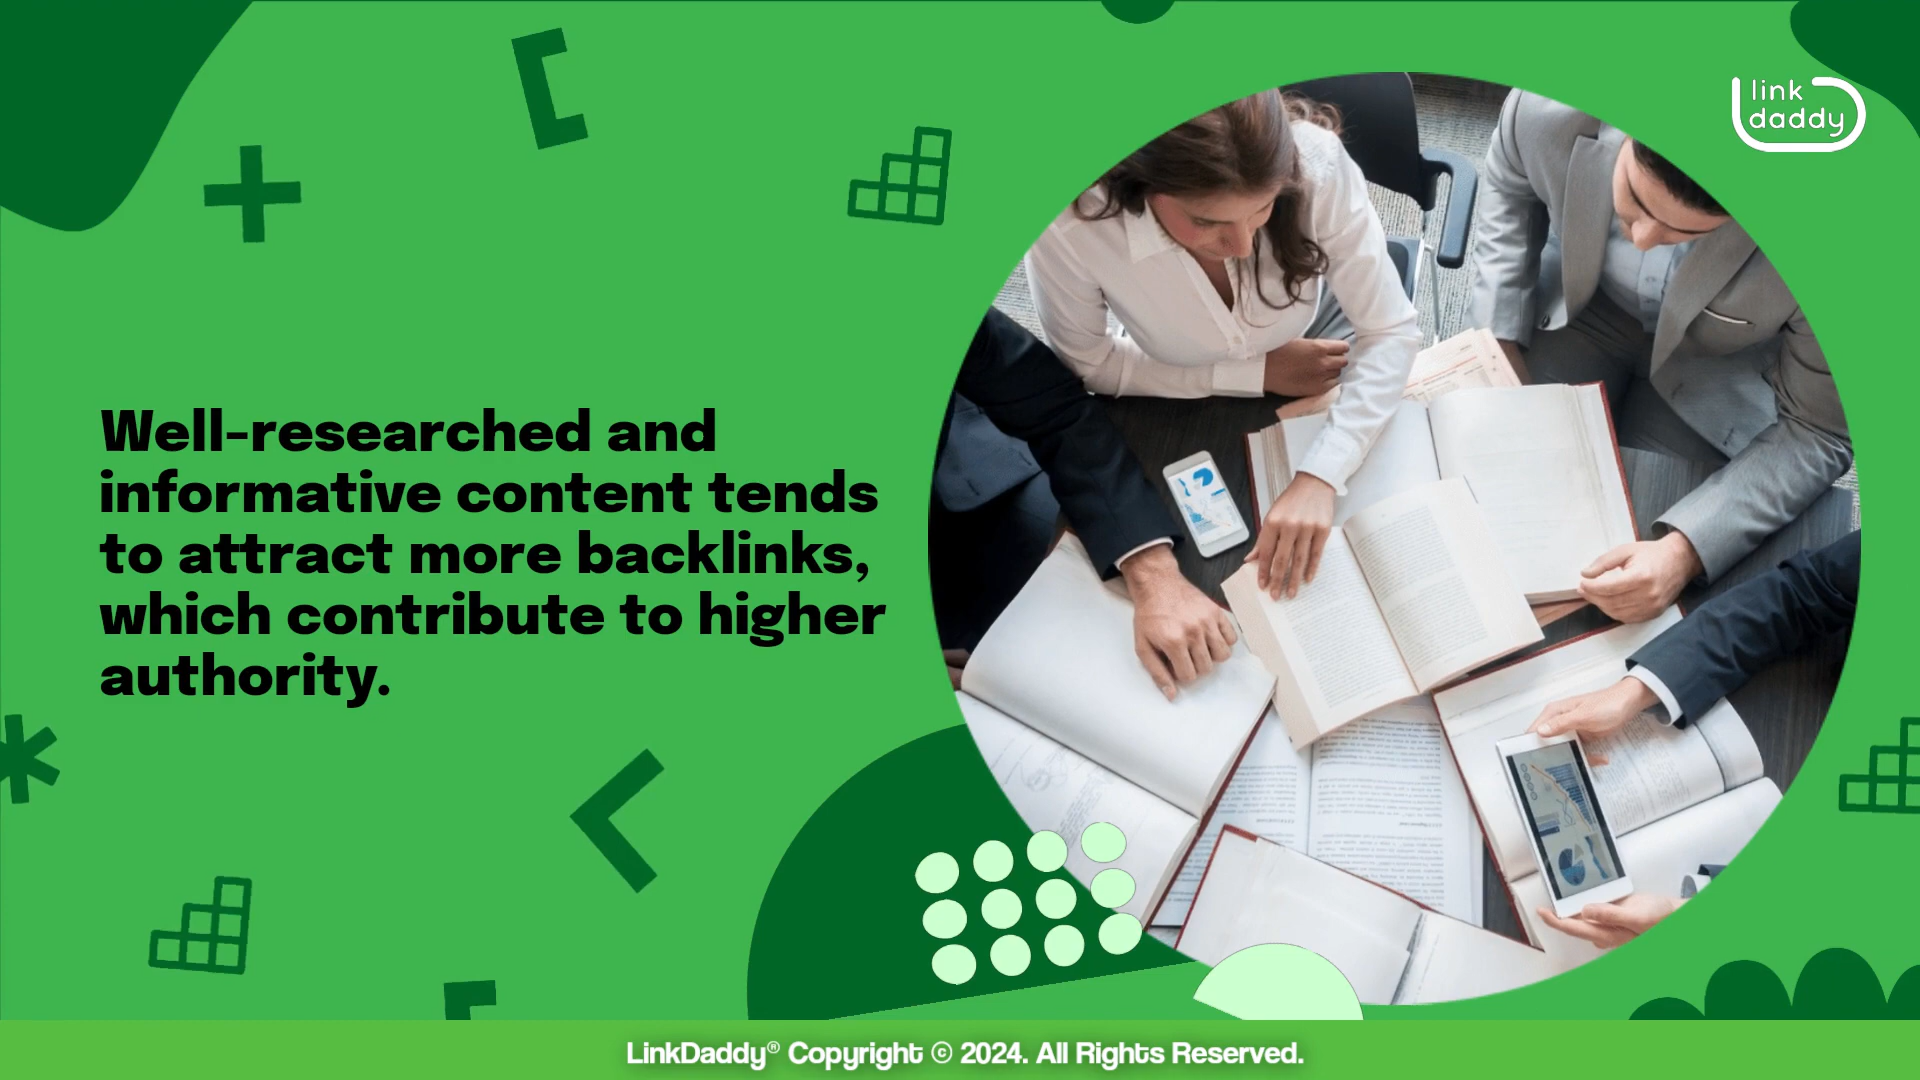 link
daddy
Well-researched and
informative content tends
to attract more backlinks,
which contribute to higher
authority.
LinkDaddy® Copyright © 2024. All Rights Reserved.